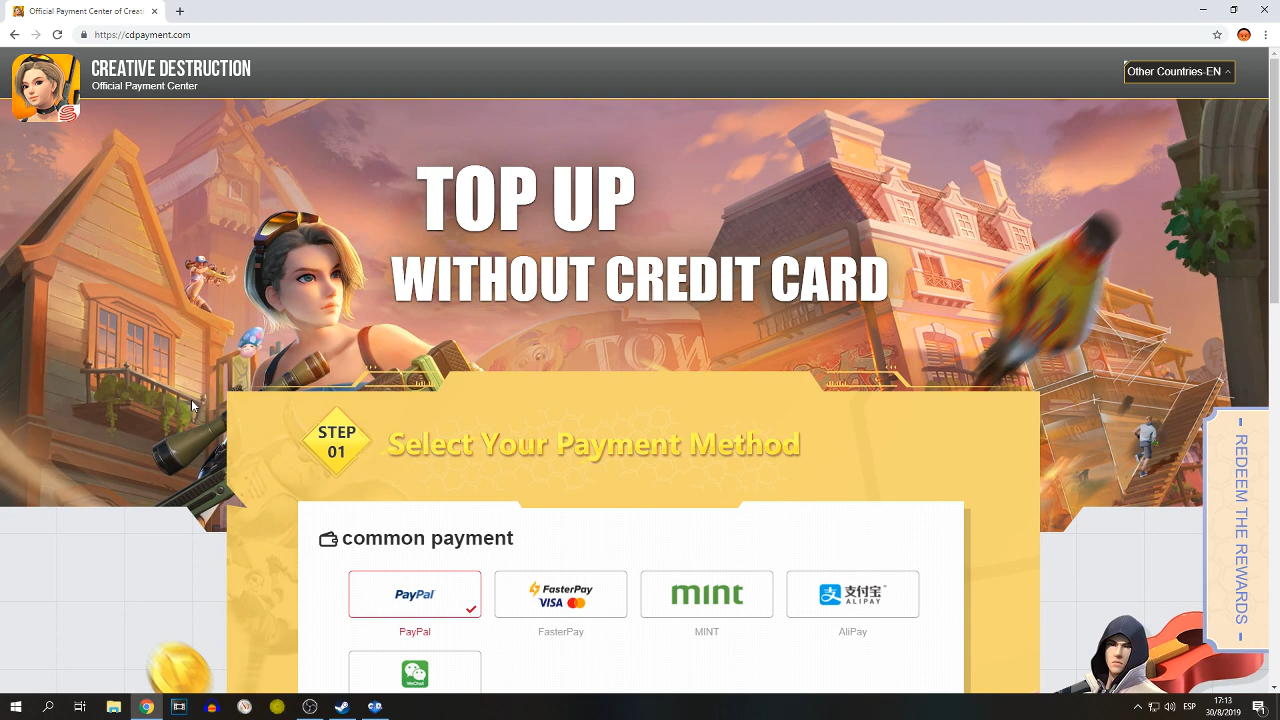 Official Payment Center of Creati
https://cdpayment.com
CREATIVE DESTRUCTION
Official Payment Center
Other Countries-EN
TOP UP
WITHOUT CREDIT CARD
STEP
01
Select Your Payment Method
common payment
PayPal
FasterPay
VISA
mint
支付宝
ALIPAY
PayPal
FasterPay
MINT
AliPay
WeChat
REDEEM THE REWARDS
ESP
17:13
30/8/2019